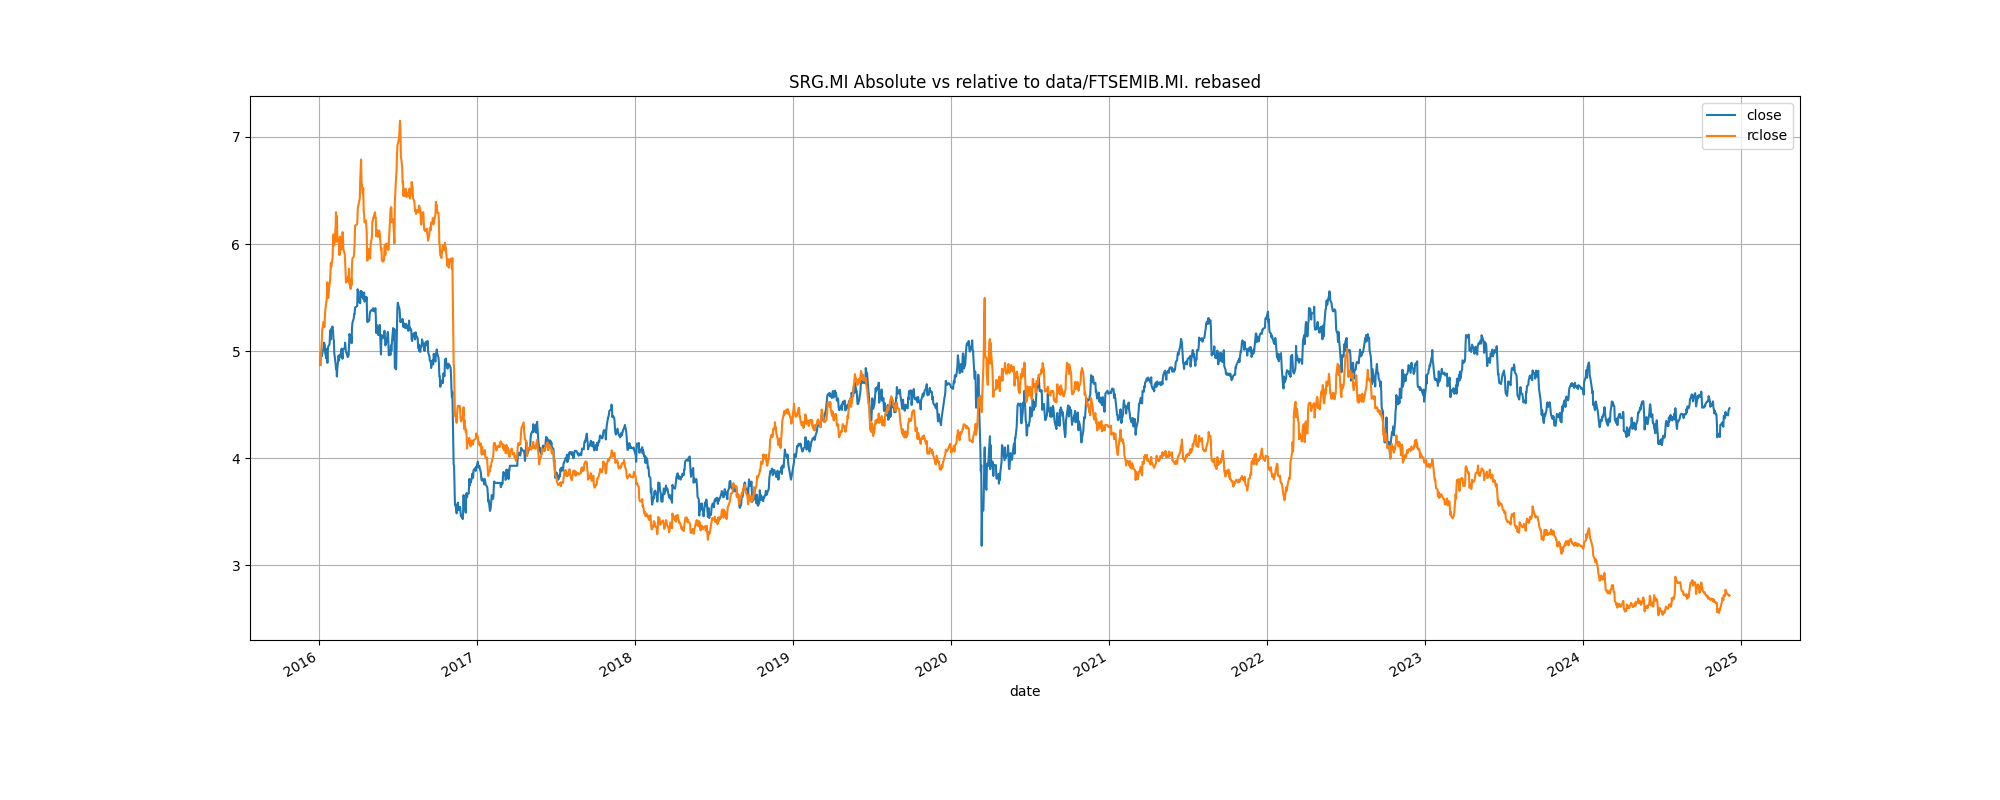 SRG.MI Absolute vs relative to data/FTSEMIB.MI. rebased
close
rclose
7
6
5
4
3
2016 2017 2018 2019 2020 2021 2022 2023 2024 2025
date